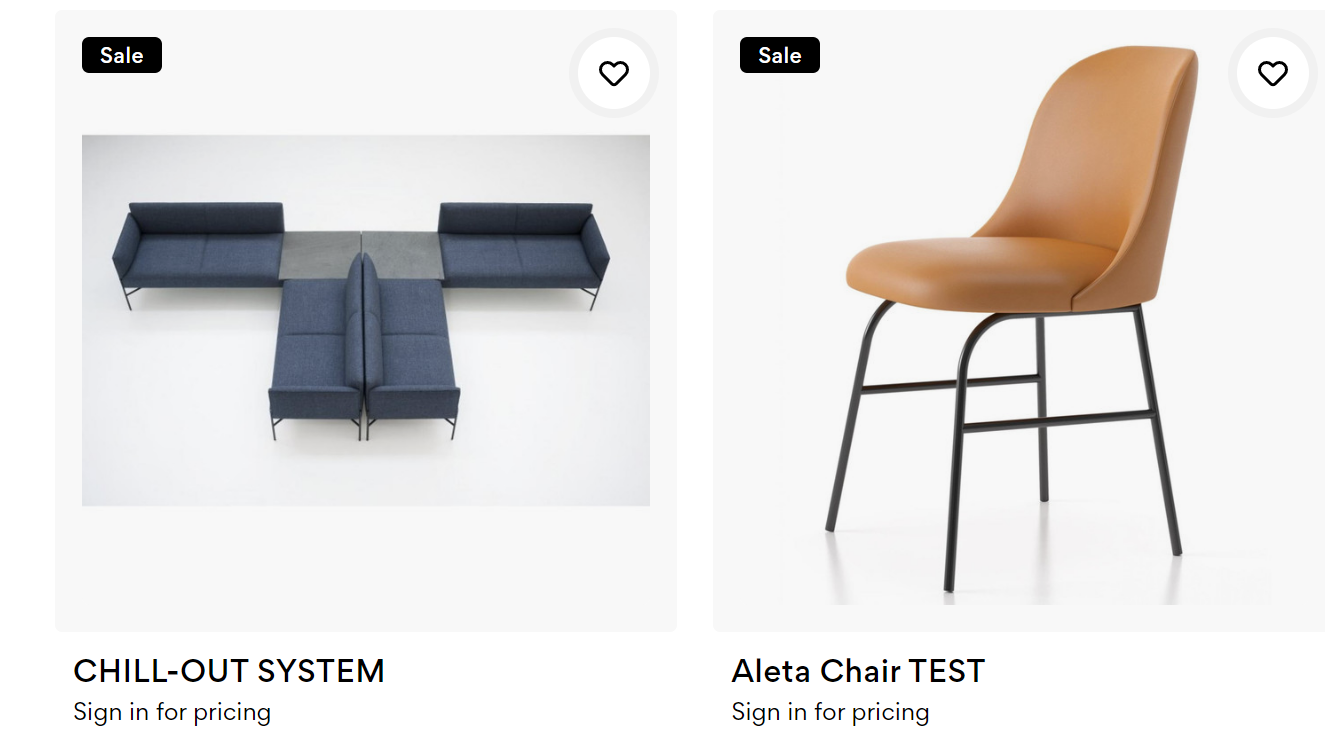 Sale
Sale
CHILL-OUT SYSTEM
Sign in for pricing
Aleta Chair TEST
Sign in for pricing